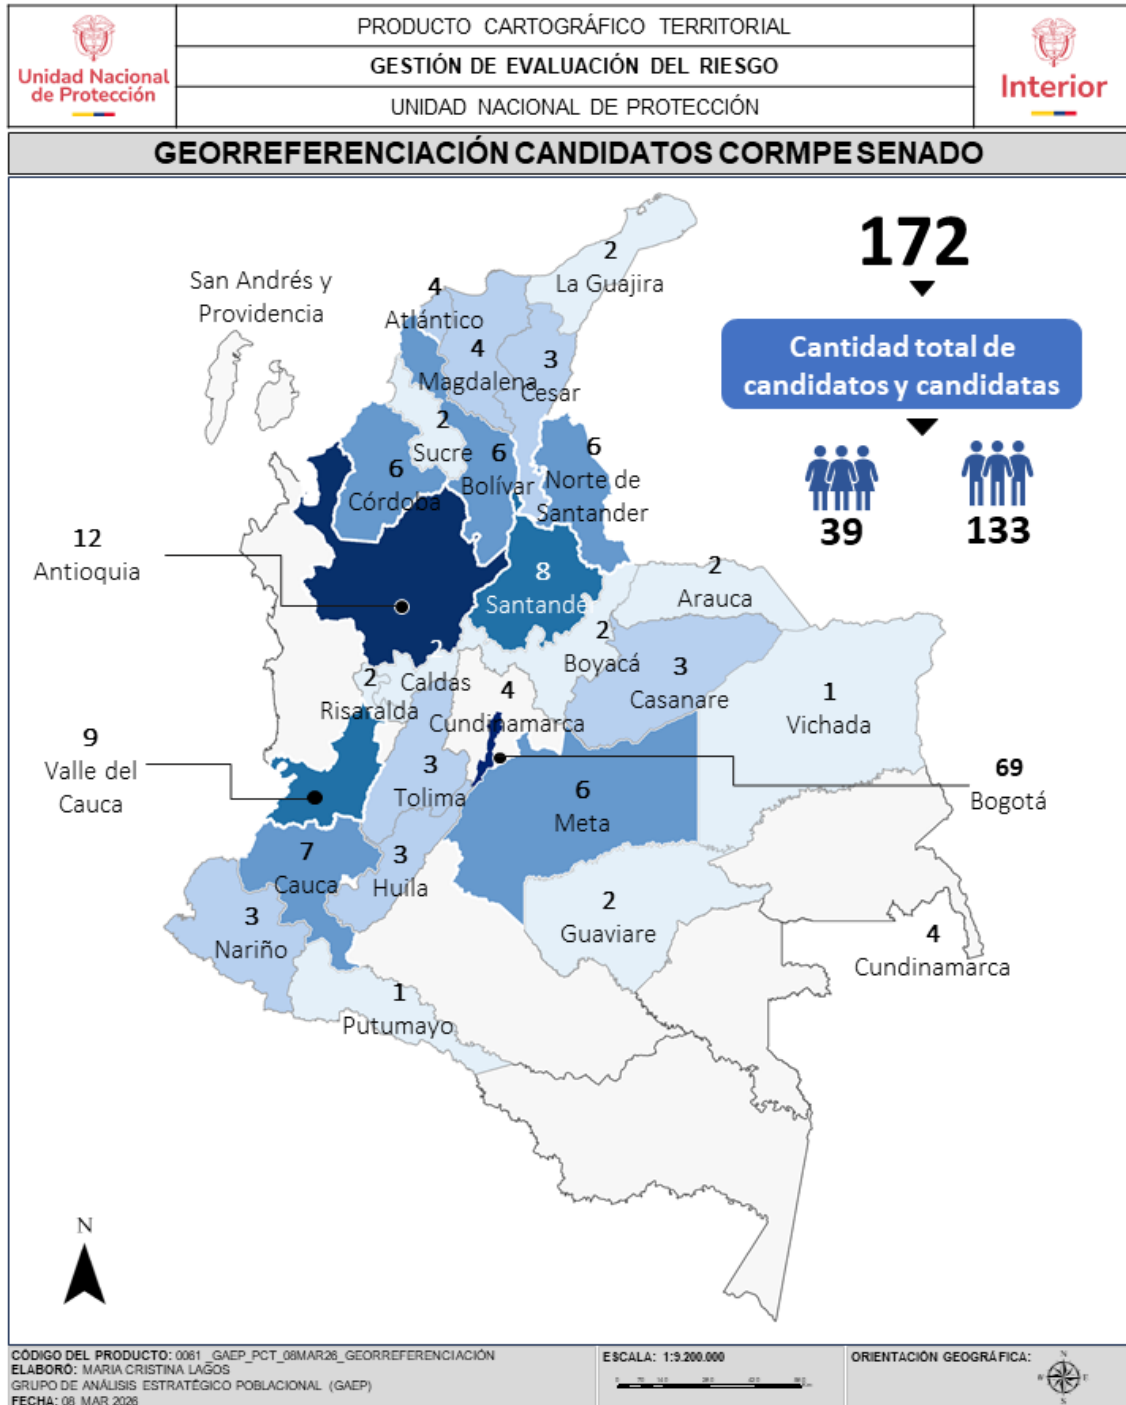 Unidad Nacional
de Protección
PRODUCTO CARTOGRÁFICO TERRITORIAL
GESTIÓN DE EVALUACIÓN DEL RIESGO
UNIDAD NACIONAL DE PROTECCIÓN
Interior
GEORREFERENCIACIÓN CANDIDATOS CORMPE SENADO
172
Cantidad total de
candidatos y candidatas
39
133
San Andrés y
Providencia
2
La Guajira
4
Atlántico
4
Magdalena
3
Cesar
2
Sucre
6
Bolívar
6
Córdoba
6
Norte de
Santander
12
Antioquia
8
Santander
2
Arauca
2
Boyacá
3
Casanare
1
Vichada
2
Caldas
2
Risaralda
4
Cundinamarca
9
Valle del
Cauca
3
Tolima
69
Bogotá
6
Meta
7
Cauca
3
Huila
3
Nariño
2
Guaviare
4
Cundinamarca
1
Putumayo
N
CÓDIGO DEL PRODUCTO: 0061_GAEP_PCT_08MAR26_GEORREFERENCIACIÓN
ELABORÓ: MARIA CRISTINA LAGOS
GRUPO DE ANÁLISIS ESTRATÉGICO POBLACIONAL (GAEP)
FECHA: 08 MAR 2026
ESCALA: 1:9.200.000
ORIENTACIÓN GEOGRÁFICA:
N
E
S